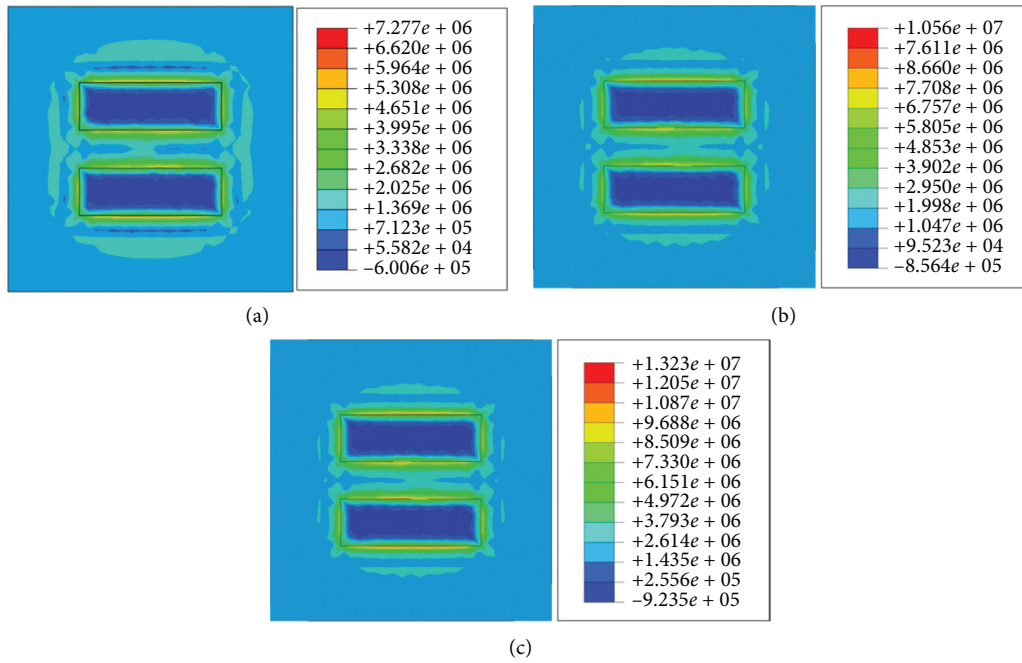 +7.277e + 06
+6.620e + 06
+5.964e + 06
+5.308e + 06
+4.651e + 06
+3.995e + 06
+3.338e + 06
+2.682e + 06
+2.025e + 06
+1.369e + 06
+7.123e + 05
+5.582e + 04
–6.006e + 05
(a)
+1.056e + 07
+7.611e + 06
+8.660e + 06
+7.708e + 06
+6.757e + 06
+5.805e + 06
+4.853e + 06
+3.902e + 06
+2.950e + 06
+1.998e + 06
+1.047e + 06
+9.523e + 04
–8.564e + 05
(b)
+1.323e + 07
+1.205e + 07
+1.087e + 07
+9.688e + 06
+8.509e + 06
+7.330e + 06
+6.151e + 06
+4.972e + 06
+3.793e + 06
+2.614e + 06
+1.435e + 06
+2.556e + 05
–9.235e + 05
(c)